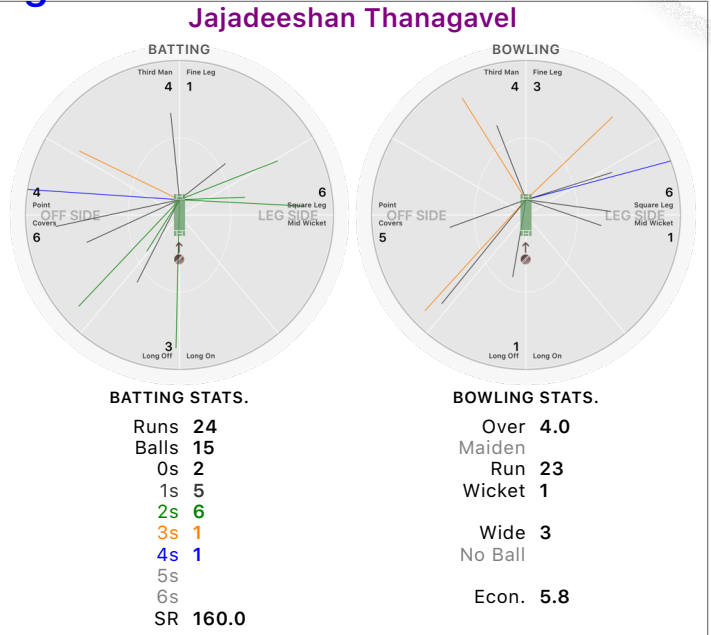 Jajadeeshan Thanagavel
BATTING
Third Man Fine Leg
4 1
4 6
Point Square Leg
OFF SIDE LEG SIDE
Covers Mid Wicket
6
3
Long Off Long On
BOWLING
Third Man Fine Leg
4 3
6
Point Square Leg
OFF SIDE LEG SIDE
Covers Mid Wicket
5 1
1
Long Off Long On
BATTING STATS.
Runs 24
Balls 15
0s 2
1s 5
2s 6
3s 1
4s 1
5s
6s
SR 160.0
BOWLING STATS.
Over 4.0
Maiden
Run 23
Wicket 1
Wide 3
No Ball
Econ. 5.8